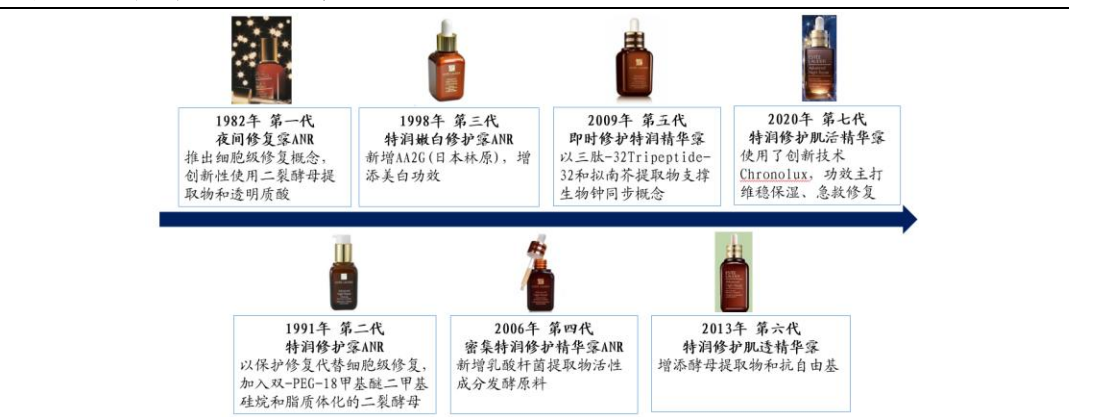 1982年 第一代
夜间修复露ANR
推出细胞级修复概念，
创新性使用二裂酵母提
取物和透明质酸
1998年 第三代
特润嫩白修护露ANR
新增AA2G(日本林原)，增
添美白功效
2009年 第五代
即时修护特润精华露
以三肽-32Tripeptide-
32和拟南芥提取物支撑
生物钟同步概念
2020年 第七代
特润修护肌活精华露
使用了创新技术
Chronolux，功效主打
维稳保湿、急救修复
1991年 第二代
特润修护露ANR
以保护修复代替细胞级修复，
加入双-PEG-18甲基醚二甲基
硅烷和脂质体化的二裂酵母
2006年 第四代
密集特润修护精华露ANR
新增乳酸杆菌提取物活性
成分发酵原料
2013年 第六代
特润修护肌透精华露
增添酵母提取物和抗自由基